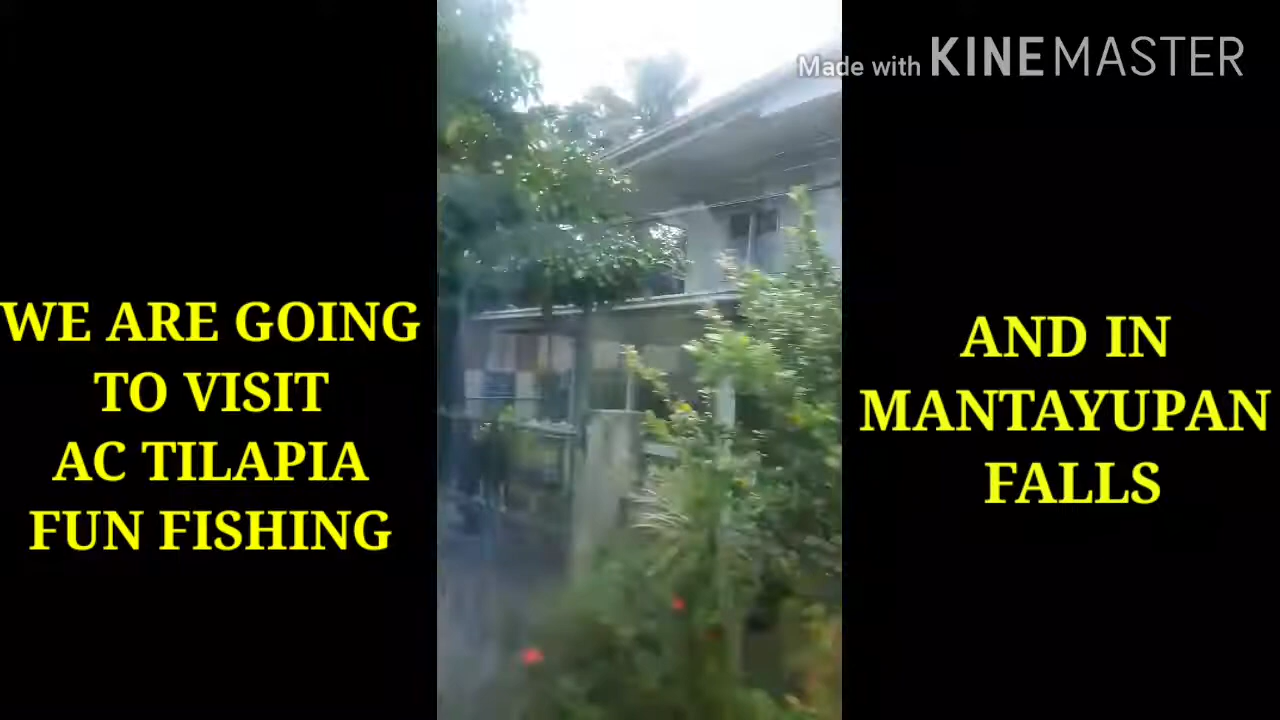 Made with KINEMASTER
WE ARE GOING
TO VISIT
AC TILAPIA
FUN FISHING
AND IN
MANTAYUPAN
FALLS